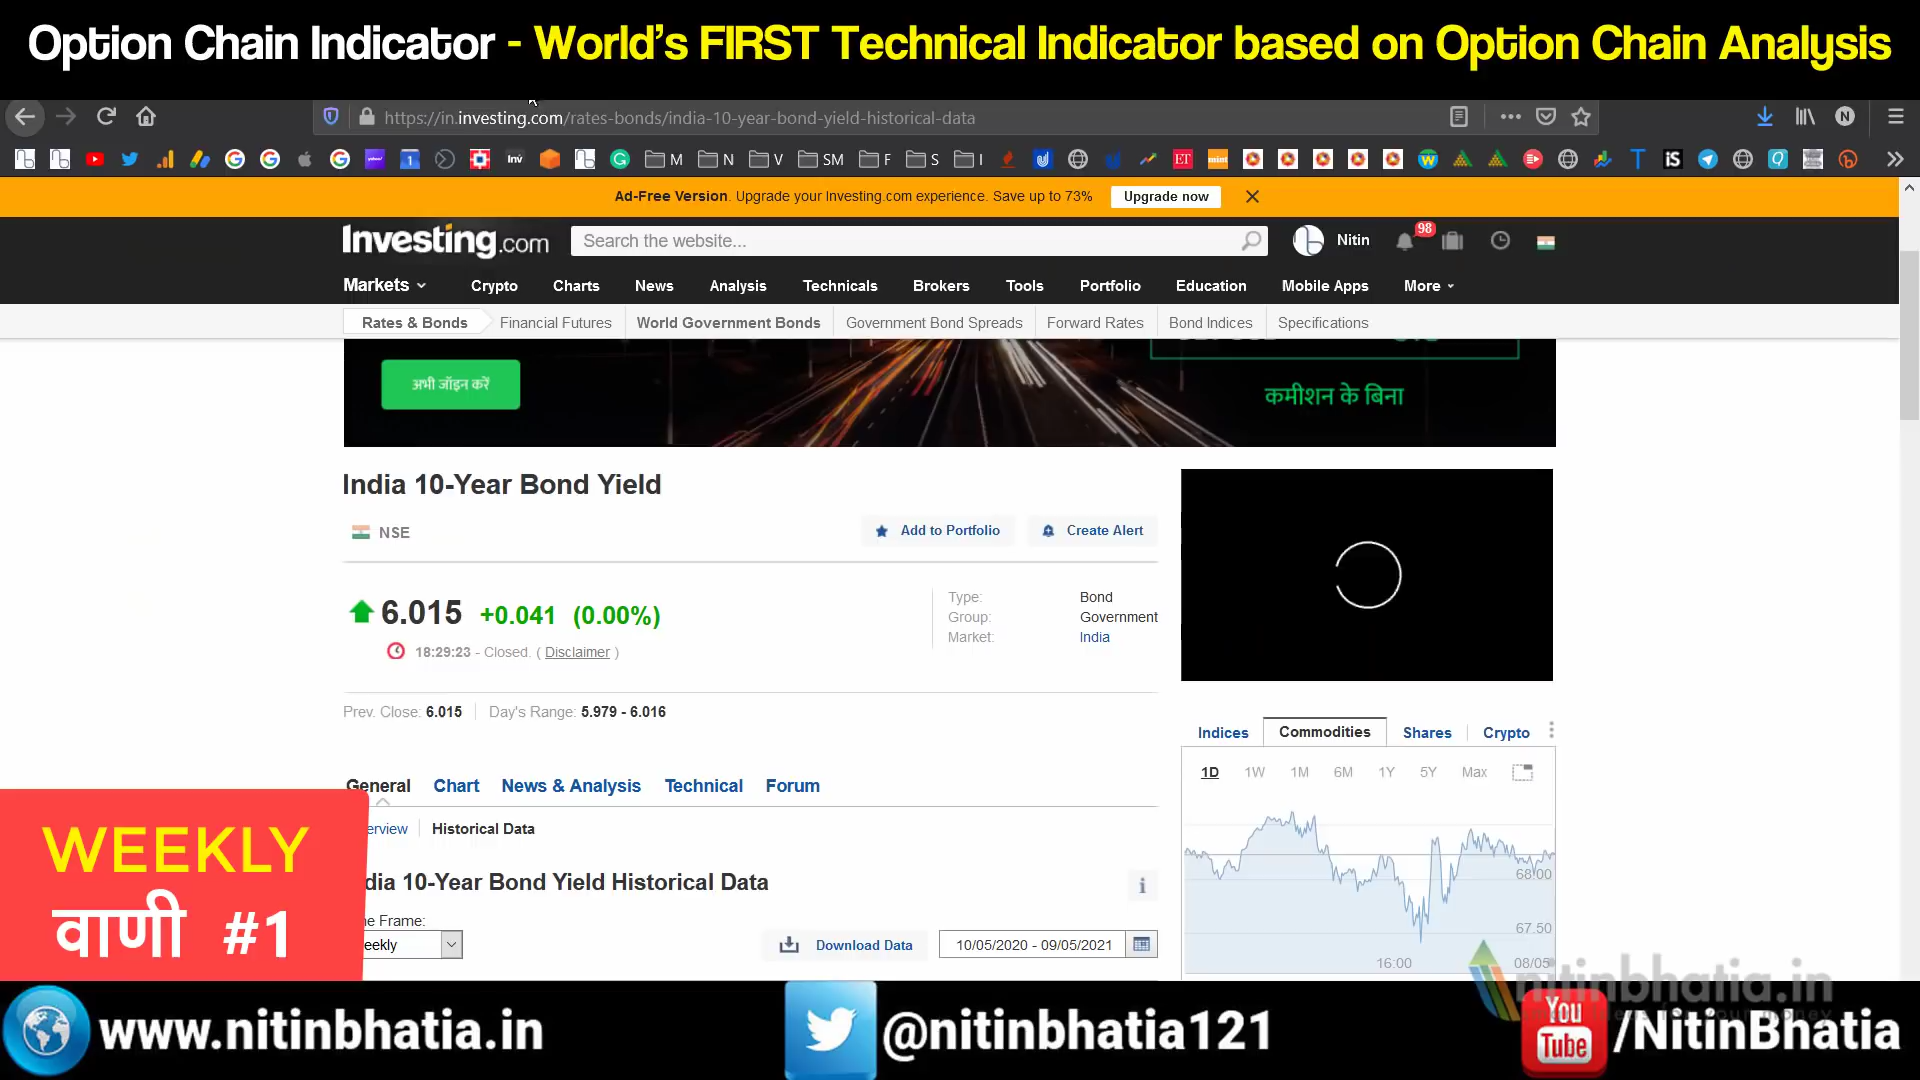 Option Chain Indicator - World's FIRST Technical Indicator based on Option Chain Analysis
https://in.investing.com/rates-bonds/india-10-year-bond-yield-historical-data
M N V SM F S I
Ad-Free Version. Upgrade your Investing.com experience. Save up to 73% Upgrade now
Investing.com Search the website... Nitin 98
Markets Crypto Charts News Analysis Technicals Brokers Tools Portfolio Education Mobile Apps More
Rates & Bonds Financial Futures World Government Bonds Government Bond Spreads Forward Rates Bond Indices Specifications
अभी जॉइन करें
कमीशन के बिना
India 10-Year Bond Yield
NSE Add to Portfolio Create Alert
6.015 +0.041 (0.00%)
18:29:23 - Closed. ( Disclaimer )
Type: Bond
Group: Government
Market: India
Prev. Close: 6.015 Day's Range: 5.979 - 6.016
Indices Commodities Shares Crypto
1D 1W 1M 6M 1Y 5Y Max
68.00
67.50
16:00 08/05
General Chart News & Analysis Technical Forum
erview Historical Data
dia 10-Year Bond Yield Historical Data
ne Frame:
eekly Download Data 10/05/2020 - 09/05/2021
WEEKLY
वाणी #1
nitinbhatia.in
www.nitinbhatia.in @nitinbhatia121 You Tube /NitinBhatia